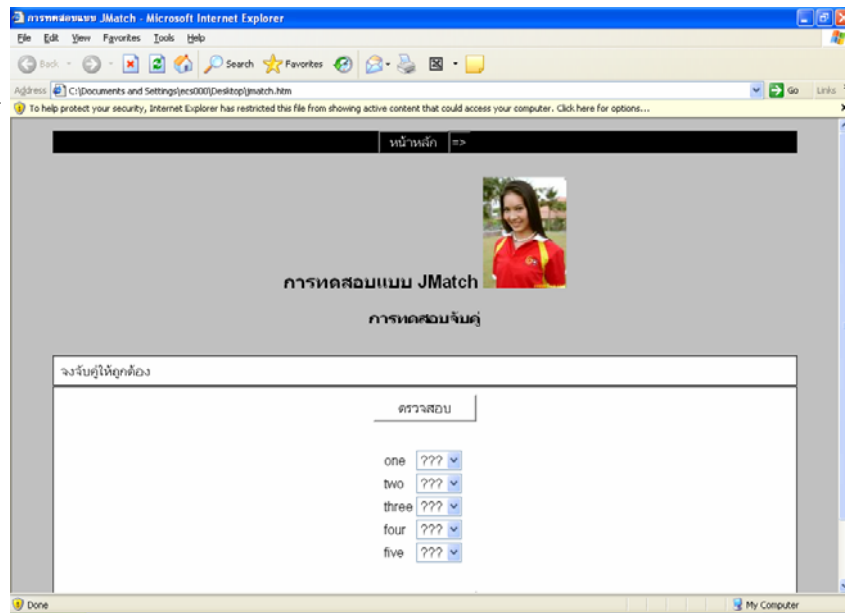 การทดสอบแบบ JMatch - Microsoft Internet Explorer
File Edit View Favorites Tools Help
Back Search Favorites
Address C:\Documents and Settings\ecs000\Desktop\jmatch.htm Go Links
To help protect your security, Internet Explorer has restricted this file from showing active content that could access your computer. Click here for options...
หน้าหลัก =>
การทดสอบแบบ JMatch
การทดสอบจับคู่
จงจับคู่ให้ถูกต้อง
ตรวจสอบ
one ???
two ???
three ???
four ???
five ???
Done My Computer